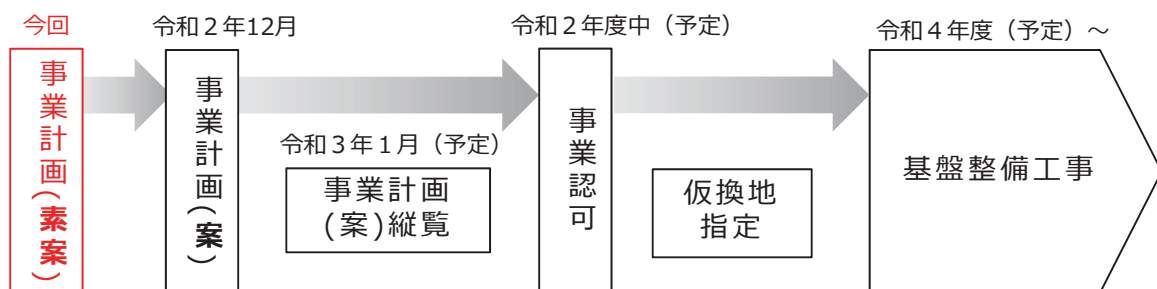 今回
事業計画(素案)
令和２年12月
事業計画(案)
令和３年１月（予定）
事業計画
(案)縦覧
令和２年度中（予定）
事業認可
仮換地
指定
令和４年度（予定）～
基盤整備工事